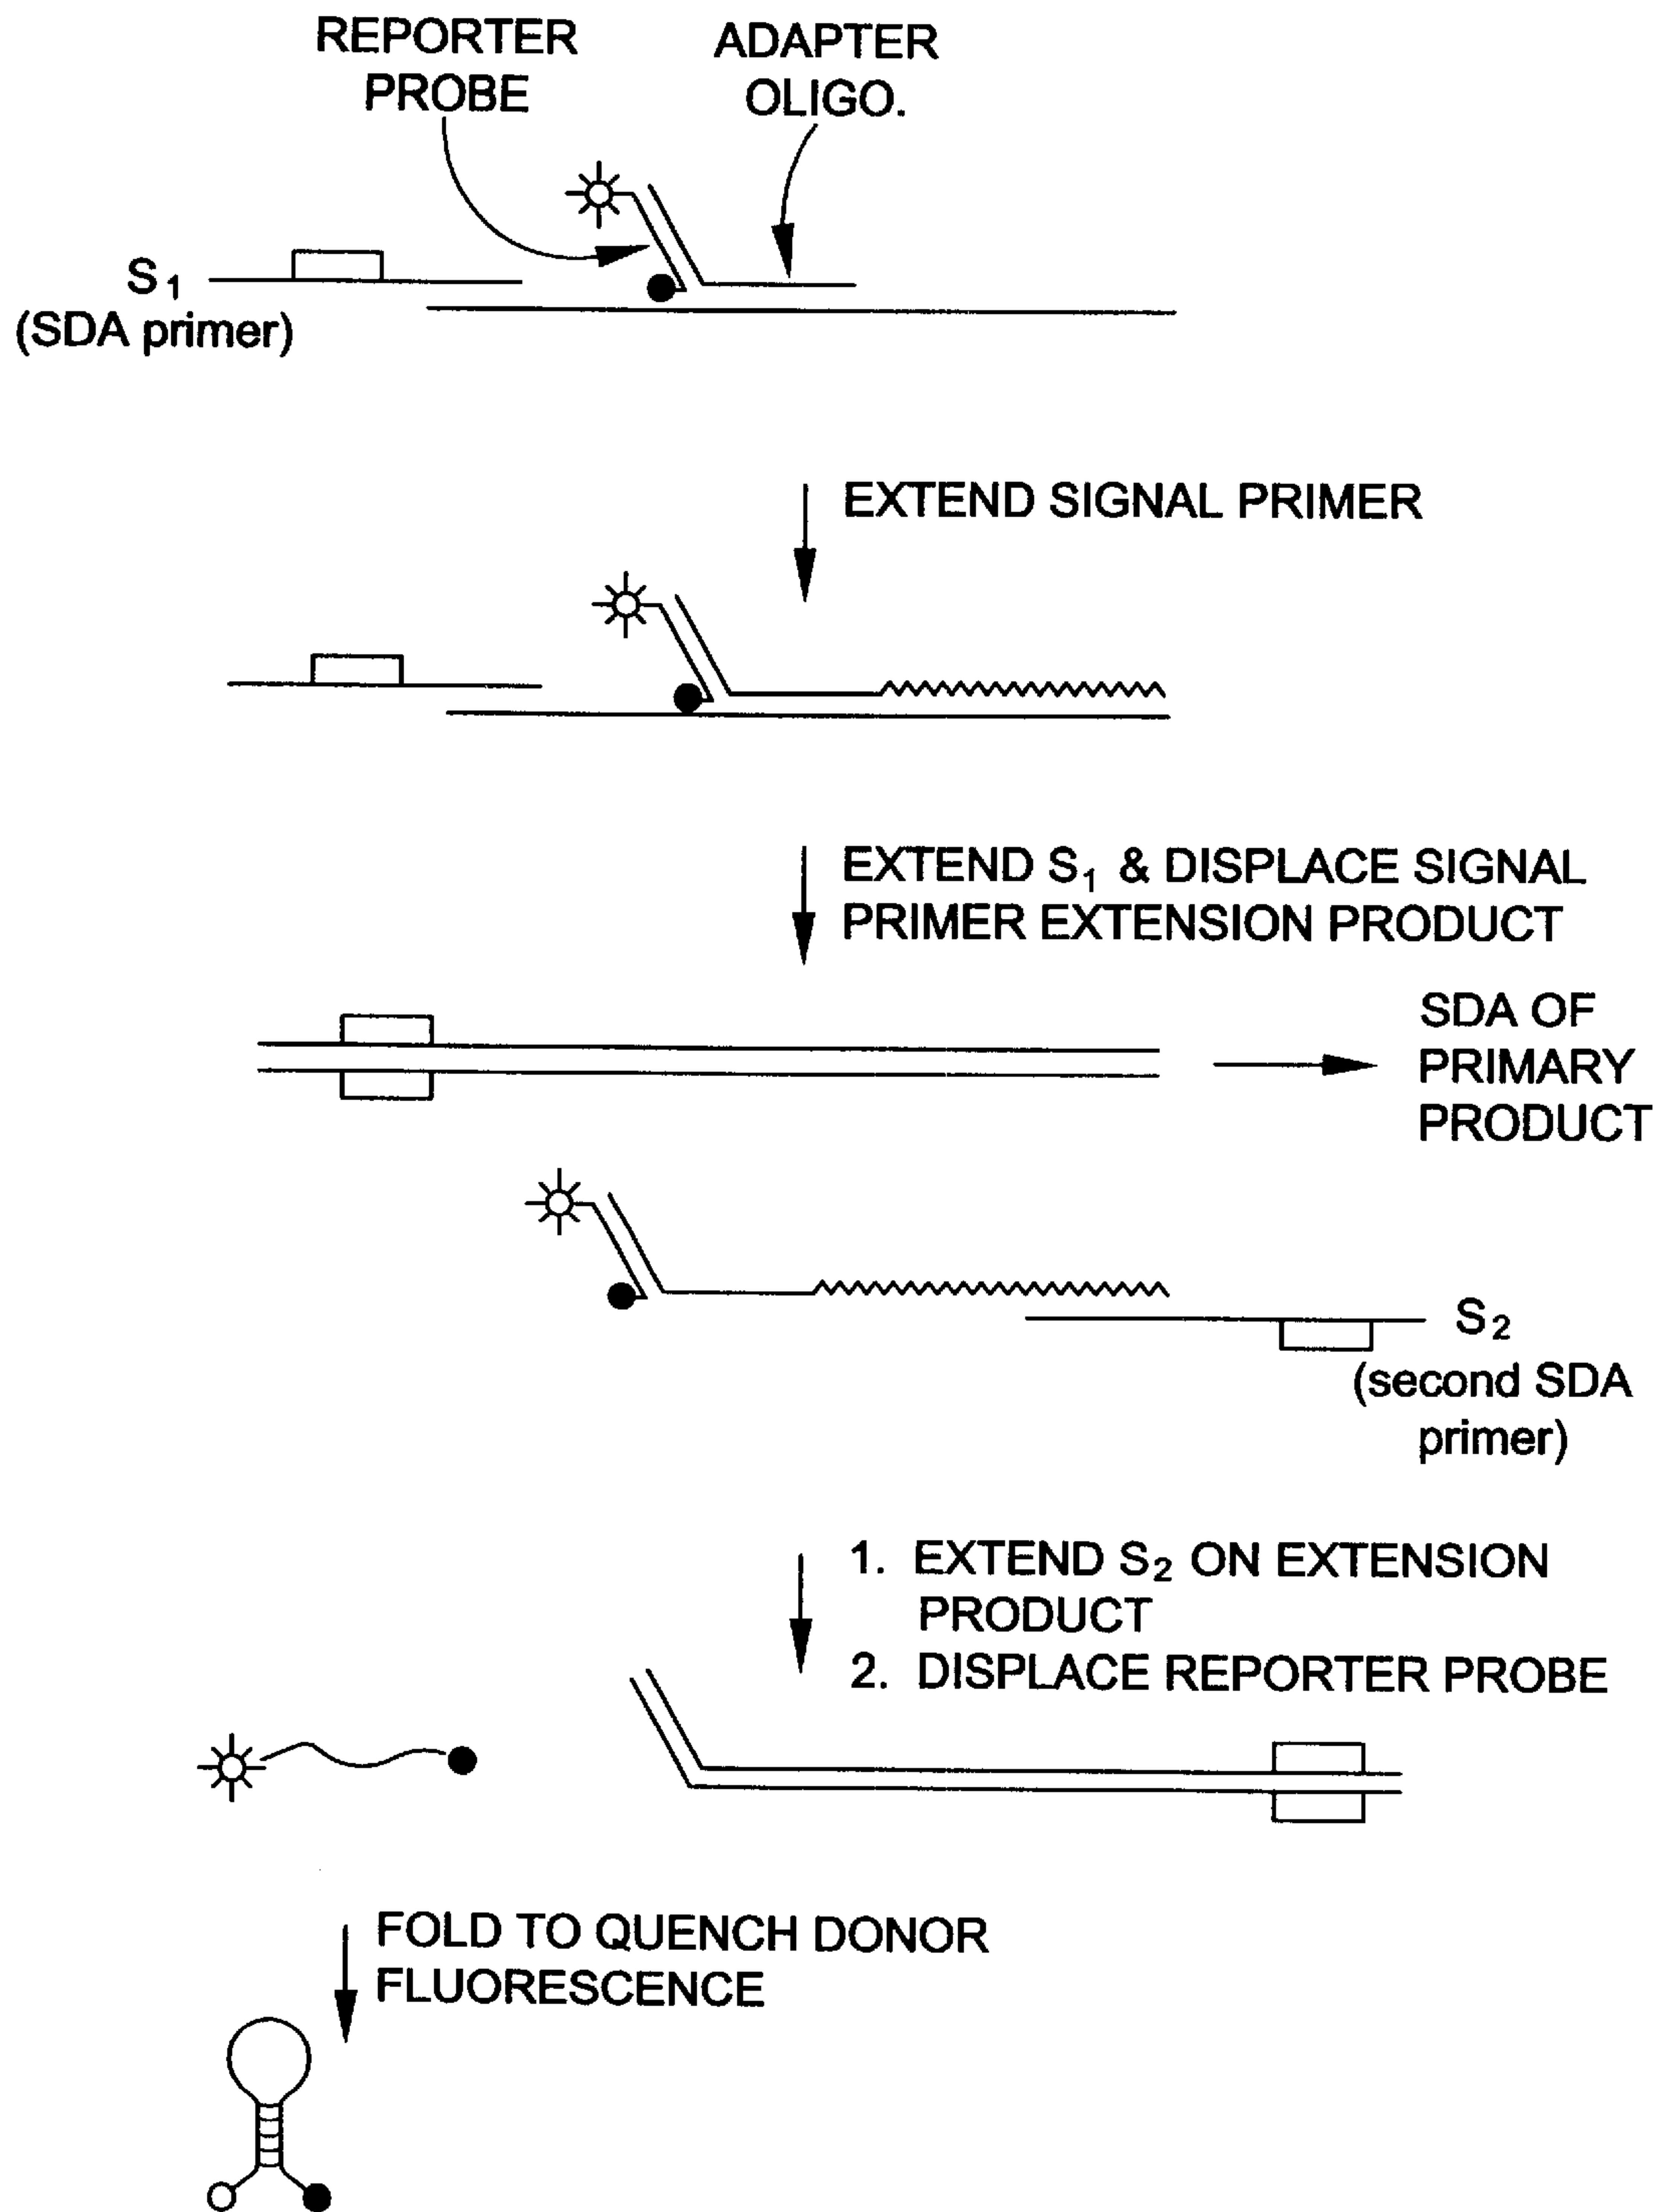 REPORTER
PROBE
ADAPTER
OLIGO.
S₁
(SDA primer)
EXTEND SIGNAL PRIMER
EXTEND S₁ & DISPLACE SIGNAL
PRIMER EXTENSION PRODUCT
SDA OF
PRIMARY
PRODUCT
S₂
(second SDA
primer)
1. EXTEND S₂ ON EXTENSION
PRODUCT
2. DISPLACE REPORTER PROBE
FOLD TO QUENCH DONOR
FLUORESCENCE